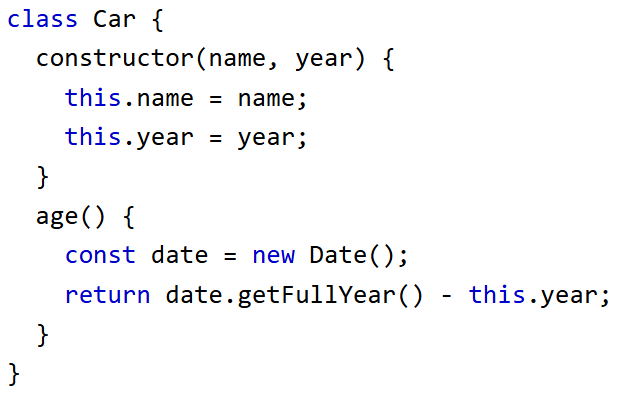 class Car {
  constructor(name, year) {
    this.name = name;
    this.year = year;
  }
  age() {
    const date = new Date();
    return date.getFullYear() - this.year;
  }
}